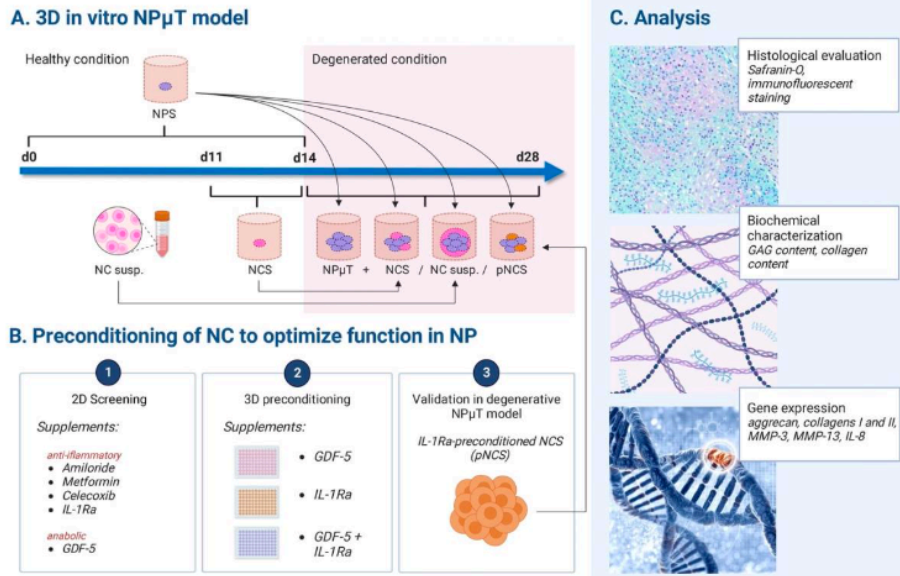 A. 3D in vitro NPµT model
Healthy condition
Degenerated condition
NPS
d0
d11
d14
d28
NC susp.
NCS
NPµT + NCS / NC susp. / pNCS
B. Preconditioning of NC to optimize function in NP
1
2D Screening
Supplements:
anti-iflammatory
• Amiloride
• Metformin
• Celecoxib
• IL-1Ra
anabolic
• GDF-5
2
3D preconditioning
Supplements:
• GDF-5
• IL-1Ra
• GDF-5 +
IL-1Ra
3
Validation in degenerative
NPµT model
IL-1Ra-preconditioned NCS
(pNCS)
C. Analysis
Histological evaluation
Safranin-O,
immunofluorescent
staining
Biochemical
characterization
GAG content, collagen
content
Gene expression
aggrecan, collagens I and II,
MMP-3, MMP-13, IL-8